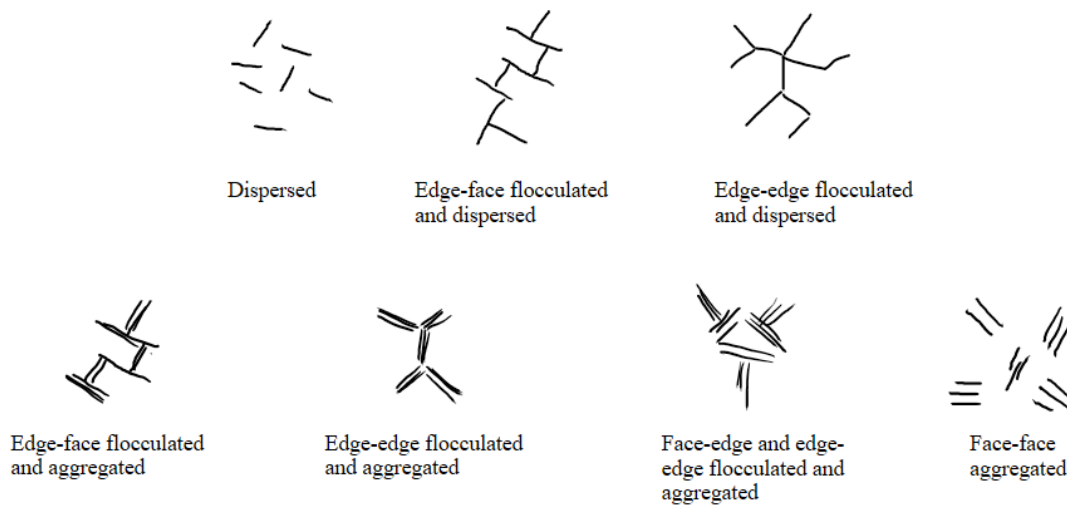 Dispersed
Edge-face flocculated
and dispersed
Edge-edge flocculated
and dispersed
Edge-face flocculated
and aggregated
Edge-edge flocculated
and aggregated
Face-edge and edge-
edge flocculated and
aggregated
Face-face
aggregated